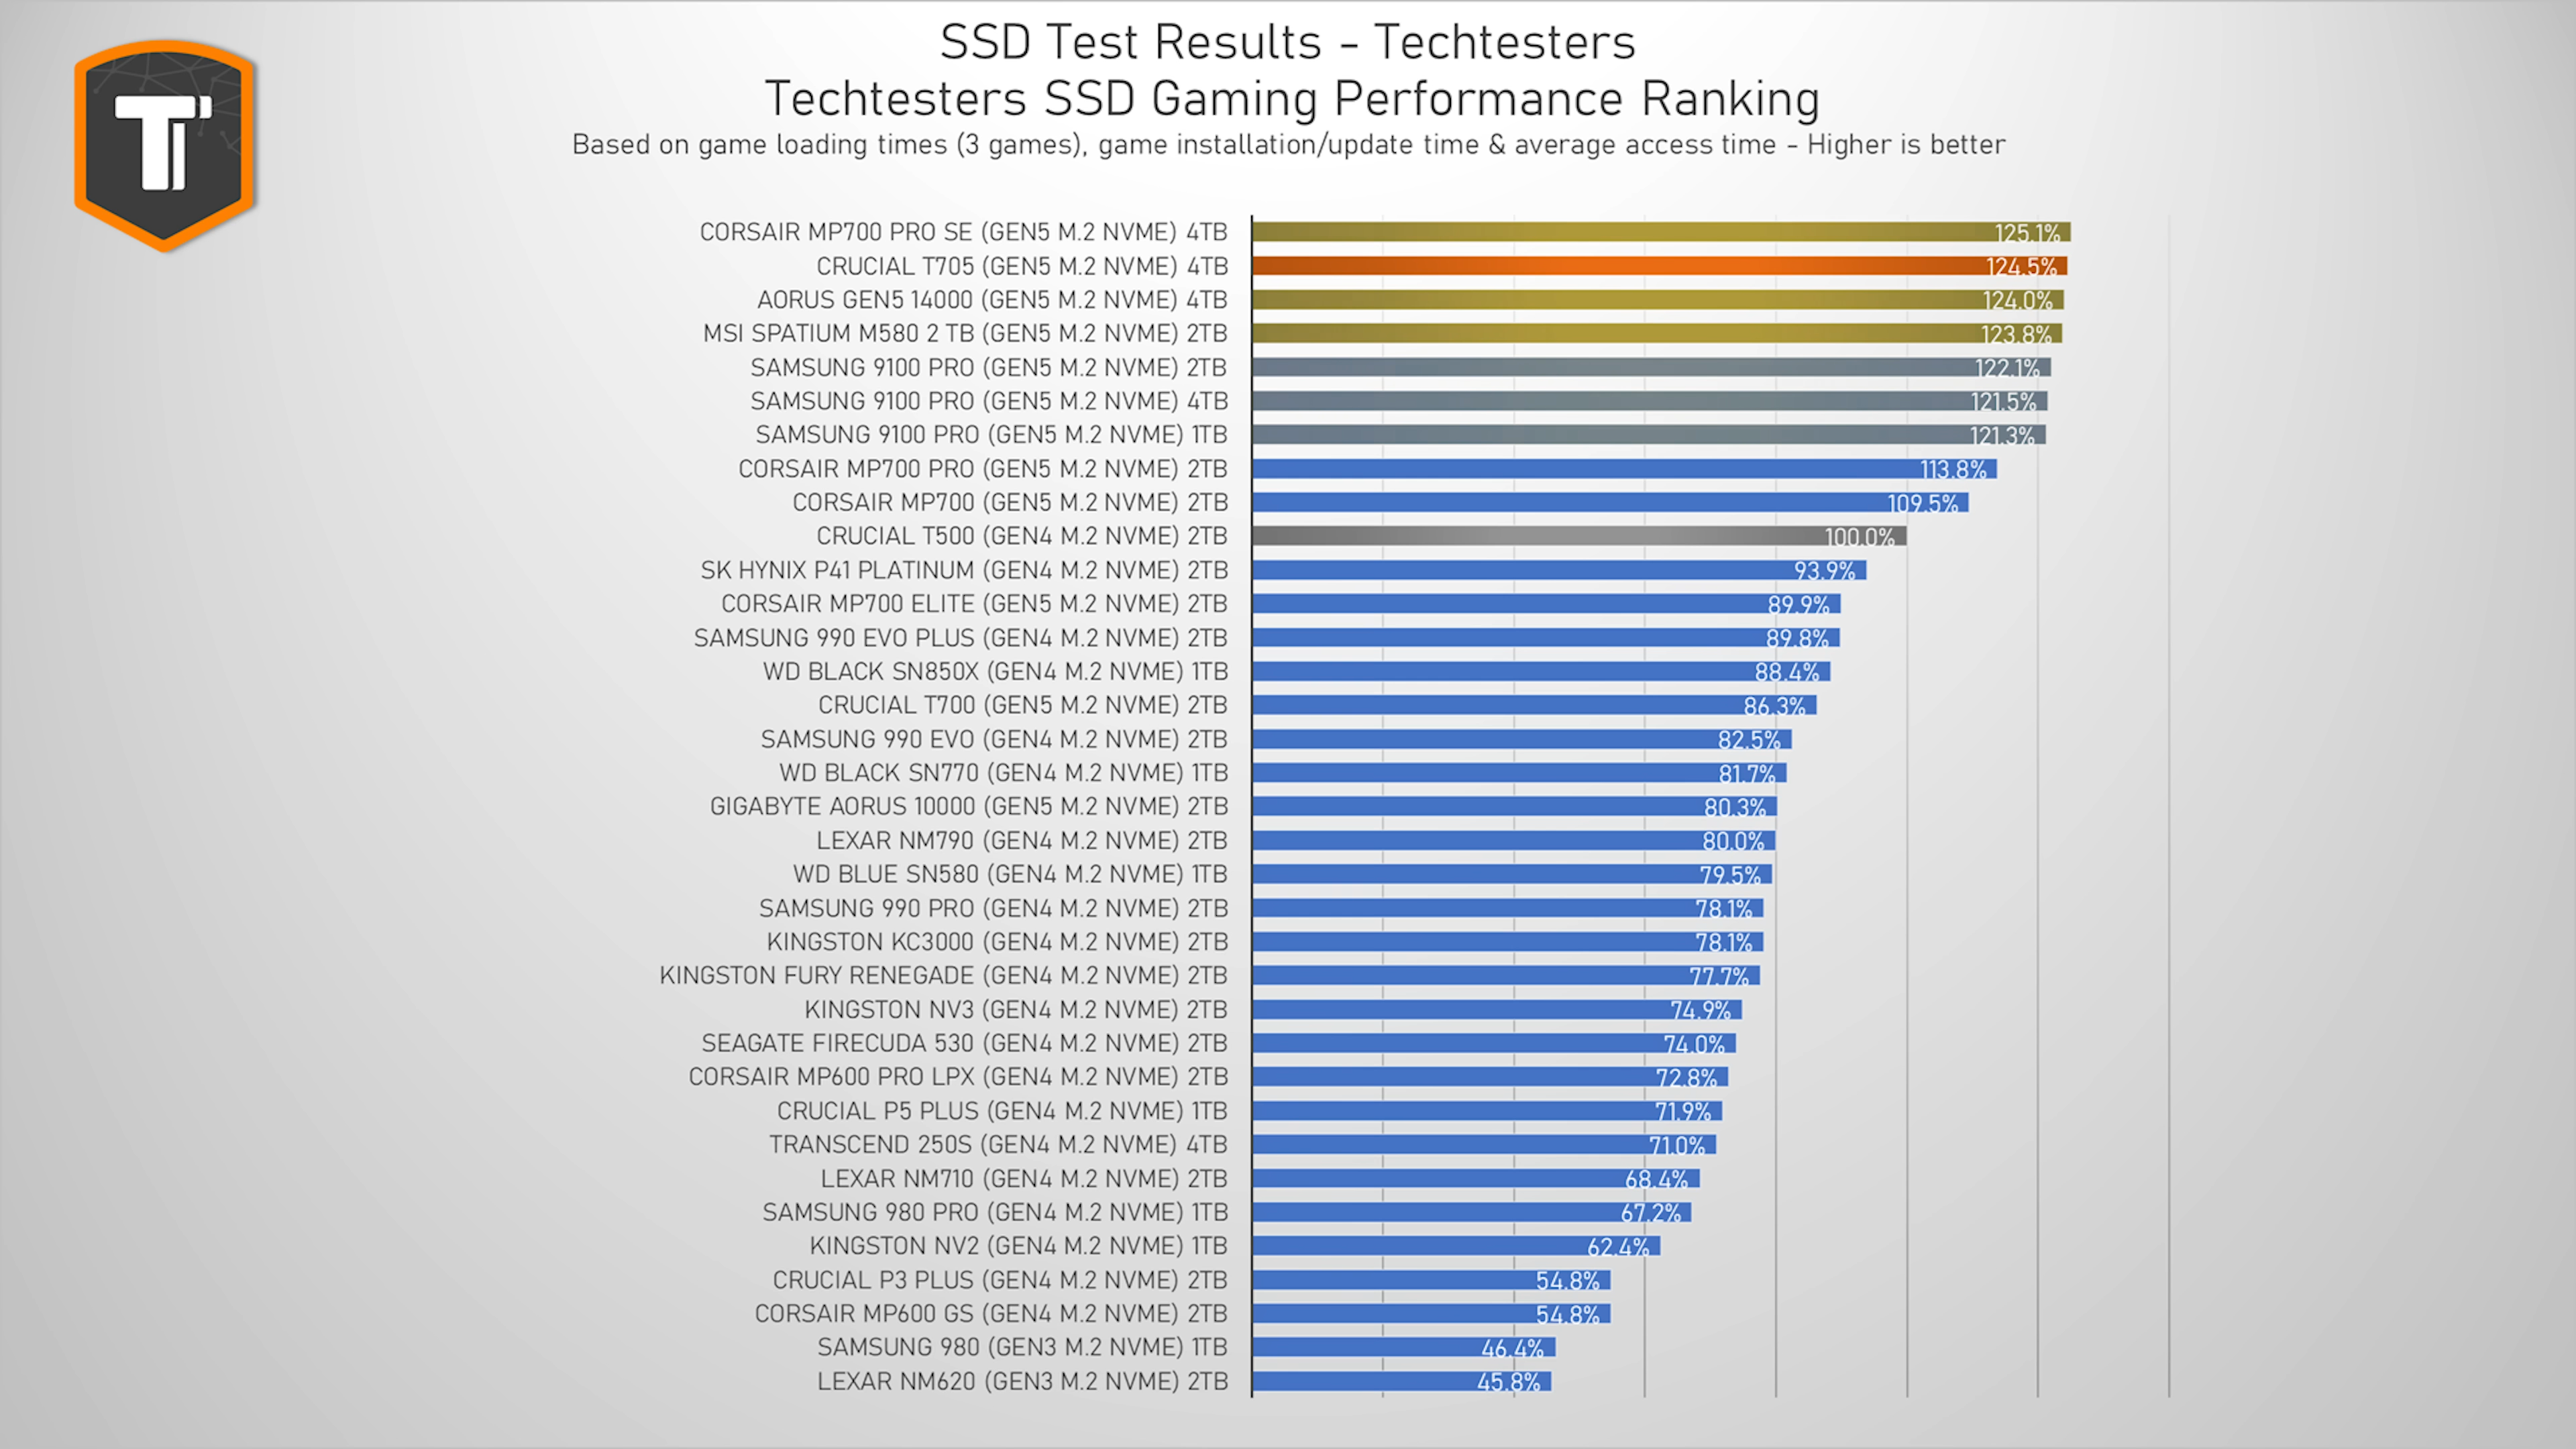 T
SSD Test Results - Techtesters
Techtesters SSD Gaming Performance Ranking
Based on game loading times (3 games), game installation/update time & average access time - Higher is better
CORSAIR MP700 PRO SE (GEN5 M.2 NVME) 4TB 125.1%
CRUCIAL T705 (GEN5 M.2 NVME) 4TB 124.5%
AORUS GEN5 14000 (GEN5 M.2 NVME) 4TB 124.0%
MSI SPATIUM M580 2 TB (GEN5 M.2 NVME) 2TB 123.8%
SAMSUNG 9100 PRO (GEN5 M.2 NVME) 2TB 122.1%
SAMSUNG 9100 PRO (GEN5 M.2 NVME) 4TB 121.5%
SAMSUNG 9100 PRO (GEN5 M.2 NVME) 1TB 121.3%
CORSAIR MP700 PRO (GEN5 M.2 NVME) 2TB 113.8%
CORSAIR MP700 (GEN5 M.2 NVME) 2TB 109.5%
CRUCIAL T500 (GEN4 M.2 NVME) 2TB 100.0%
SK HYNIX P41 PLATINUM (GEN4 M.2 NVME) 2TB 93.9%
CORSAIR MP700 ELITE (GEN5 M.2 NVME) 2TB 89.9%
SAMSUNG 990 EVO PLUS (GEN4 M.2 NVME) 2TB 89.8%
WD BLACK SN850X (GEN4 M.2 NVME) 1TB 88.4%
CRUCIAL T700 (GEN5 M.2 NVME) 2TB 86.3%
SAMSUNG 990 EVO (GEN4 M.2 NVME) 2TB 82.5%
WD BLACK SN770 (GEN4 M.2 NVME) 1TB 81.7%
GIGABYTE AORUS 10000 (GEN5 M.2 NVME) 2TB 80.3%
LEXAR NM790 (GEN4 M.2 NVME) 2TB 80.0%
WD BLUE SN580 (GEN4 M.2 NVME) 1TB 79.5%
SAMSUNG 990 PRO (GEN4 M.2 NVME) 2TB 78.1%
KINGSTON KC3000 (GEN4 M.2 NVME) 2TB 78.1%
KINGSTON FURY RENEGADE (GEN4 M.2 NVME) 2TB 77.7%
KINGSTON NV3 (GEN4 M.2 NVME) 2TB 74.9%
SEAGATE FIRECUDA 530 (GEN4 M.2 NVME) 2TB 74.0%
CORSAIR MP600 PRO LPX (GEN4 M.2 NVME) 2TB 72.8%
CRUCIAL P5 PLUS (GEN4 M.2 NVME) 1TB 71.9%
TRANSCEND 250S (GEN4 M.2 NVME) 4TB 71.0%
LEXAR NM710 (GEN4 M.2 NVME) 2TB 68.4%
SAMSUNG 980 PRO (GEN4 M.2 NVME) 1TB 67.2%
KINGSTON NV2 (GEN4 M.2 NVME) 1TB 62.4%
CRUCIAL P3 PLUS (GEN4 M.2 NVME) 2TB 54.8%
CORSAIR MP600 GS (GEN4 M.2 NVME) 2TB 54.8%
SAMSUNG 980 (GEN3 M.2 NVME) 1TB 46.4%
LEXAR NM620 (GEN3 M.2 NVME) 2TB 45.8%